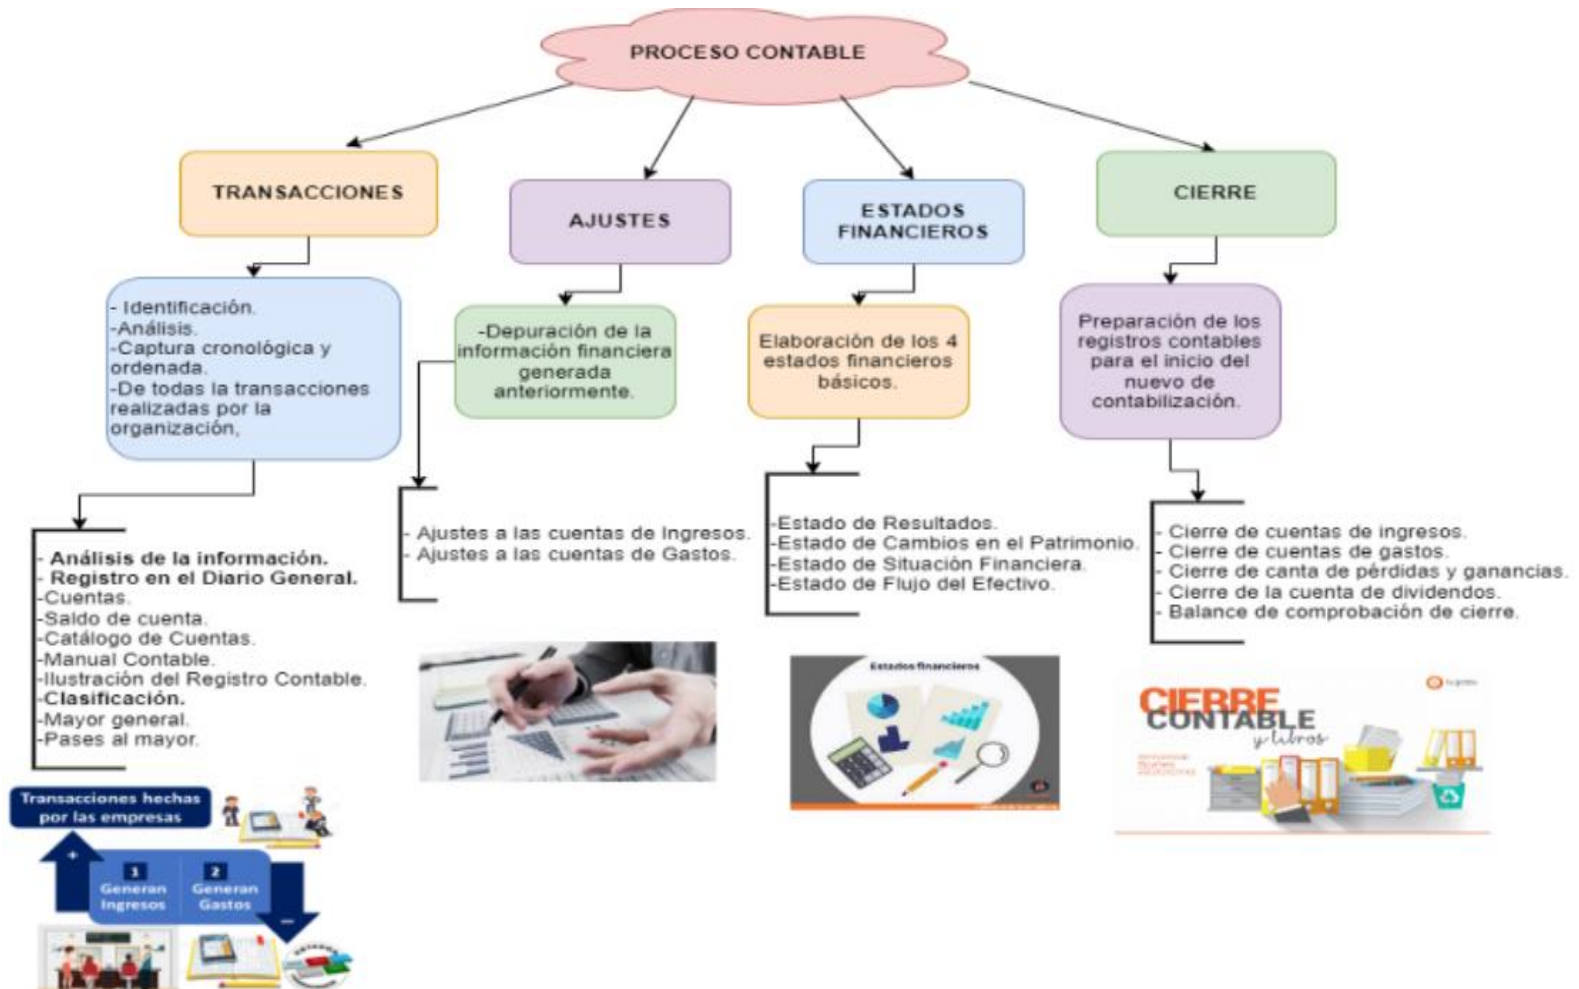 PROCESO CONTABLE
TRANSACCIONES
- Identificación.
-Análisis.
-Captura cronológica y
ordenada.
-De todas la transacciones
realizadas por la
organización,
- Análisis de la información.
- Registro en el Diario General.
-Cuentas.
-Saldo de cuenta.
-Catálogo de Cuentas.
-Manual Contable.
-Ilustración del Registro Contable.
-Clasificación.
-Mayor general.
-Pases al mayor.
Transacciones hechas
por las empresas
+
1
Generan
Ingresos
2
Generan
Gastos
–
AJUSTES
-Depuración de la
información financiera
generada
anteriormente.
- Ajustes a las cuentas de Ingresos.
- Ajustes a las cuentas de Gastos.
ESTADOS
FINANCIEROS
Elaboración de los 4
estados financieros
básicos.
-Estado de Resultados.
-Estado de Cambios en el Patrimonio.
-Estado de Situación Financiera.
-Estado de Flujo del Efectivo.
Estados financieros
CIERRE
Preparación de los
registros contables
para el inicio del
nuevo de
contabilización.
- Cierre de cuentas de ingresos.
- Cierre de cuentas de gastos.
- Cierre de canta de pérdidas y ganancias.
- Cierre de la cuenta de dividendos.
- Balance de comprobación de cierre.
CIERRE
CONTABLE
y libros